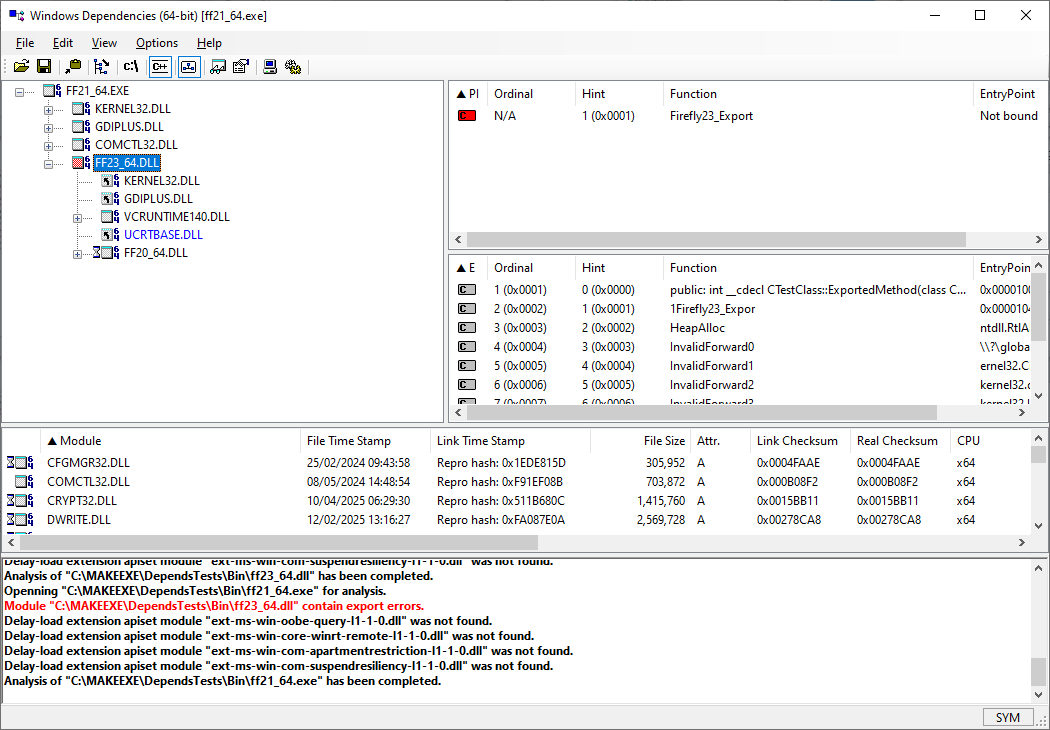 Windows Dependencies (64-bit) [ff21_64.exe]
File Edit View Options Help
C:\ C++
FF21_64.EXE
KERNEL32.DLL
GDIPLUS.DLL
COMCTL32.DLL
FF23_64.DLL
KERNEL32.DLL
GDIPLUS.DLL
VCRUNTIME140.DLL
UCRTBASE.DLL
FF20_64.DLL
PI Ordinal Hint Function EntryPoint
C N/A 1 (0x0001) Firefly23_Export Not bound
E Ordinal Hint Function EntryPoin
C 1 (0x0001) 0 (0x0000) public: int __cdecl CTestClass::ExportedMethod(class C... 0x0000100
C 2 (0x0002) 1 (0x0001) 1Firefly23_Expor 0x0000104
C 3 (0x0003) 2 (0x0002) HeapAlloc ntdll.RtlA
C 4 (0x0004) 3 (0x0003) InvalidForward0 \\?\globa
C 5 (0x0005) 4 (0x0004) InvalidForward1 ernel32.C
C 6 (0x0006) 5 (0x0005) InvalidForward2 kernel32.
C 7 (0x0007) 6 (0x0006) InvalidForward3 kernel32.
Module File Time Stamp Link Time Stamp File Size Attr. Link Checksum Real Checksum CPU
CFGMGR32.DLL 25/02/2024 09:43:58 Repro hash: 0x1EDE815D 305,952 A 0x0004FAAE 0x0004FAAE x64
COMCTL32.DLL 08/05/2024 14:48:54 Repro hash: 0xF91EF08B 703,872 A 0x000B08F2 0x000B08F2 x64
CRYPT32.DLL 10/04/2025 06:29:30 Repro hash: 0x511B680C 1,415,760 A 0x0015BB11 0x0015BB11 x64
DWRITE.DLL 12/02/2025 13:16:27 Repro hash: 0xFA087E0A 2,569,728 A 0x00278CA8 0x00278CA8 x64
Delay-load extension apiset module "ext-ms-win-com-suspendresiliency-l1-1-0.dll" was not found.
Analysis of "C:\MAKEEXE\DependsTests\Bin\ff23_64.dll" has been completed.
Openning "C:\MAKEEXE\DependsTests\Bin\ff21_64.exe" for analysis.
Module "C:\MAKEEXE\DependsTests\Bin\ff23_64.dll" contain export errors.
Delay-load extension apiset module "ext-ms-win-oobe-query-l1-1-0.dll" was not found.
Delay-load extension apiset module "ext-ms-win-core-winrt-remote-l1-1-0.dll" was not found.
Delay-load extension apiset module "ext-ms-win-com-apartmentrestriction-l1-1-0.dll" was not found.
Delay-load extension apiset module "ext-ms-win-com-suspendresiliency-l1-1-0.dll" was not found.
Analysis of "C:\MAKEEXE\DependsTests\Bin\ff21_64.exe" has been completed.
SYM